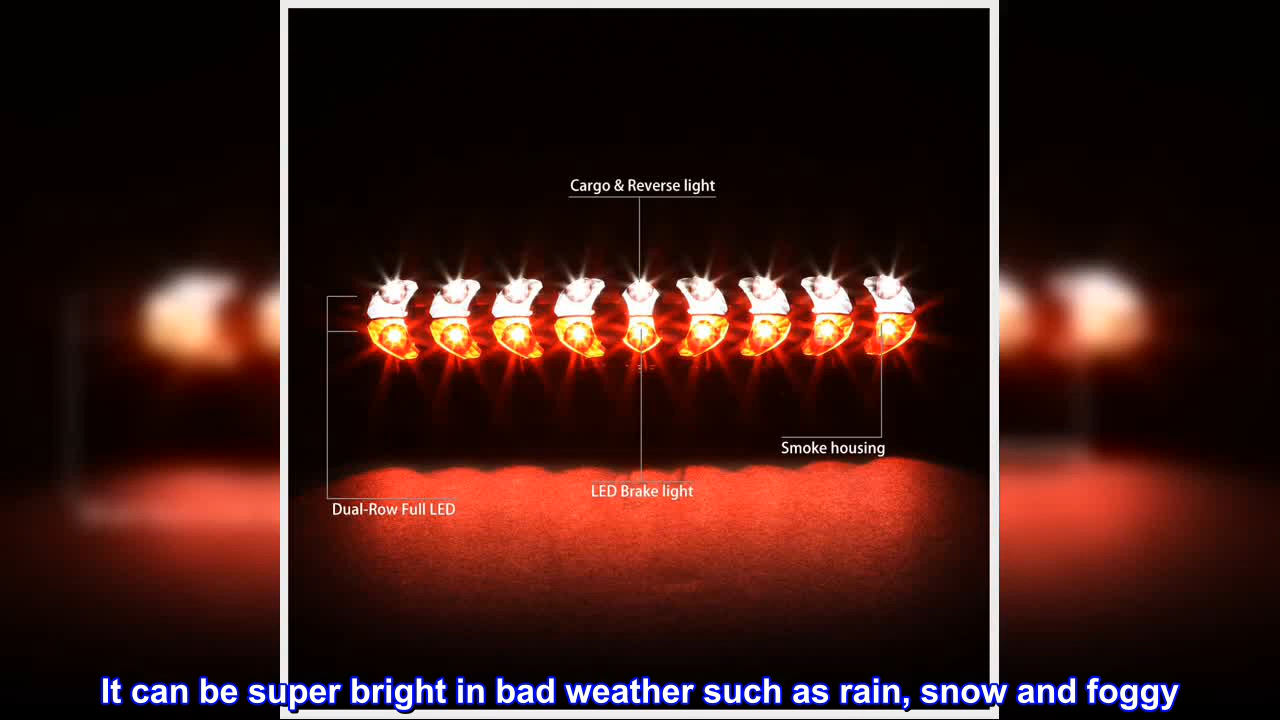 Cargo & Reverse light
Smoke housing
LED Brake light
Dual-Row Full LED
It can be super bright in bad weather such as rain, snow and foggy